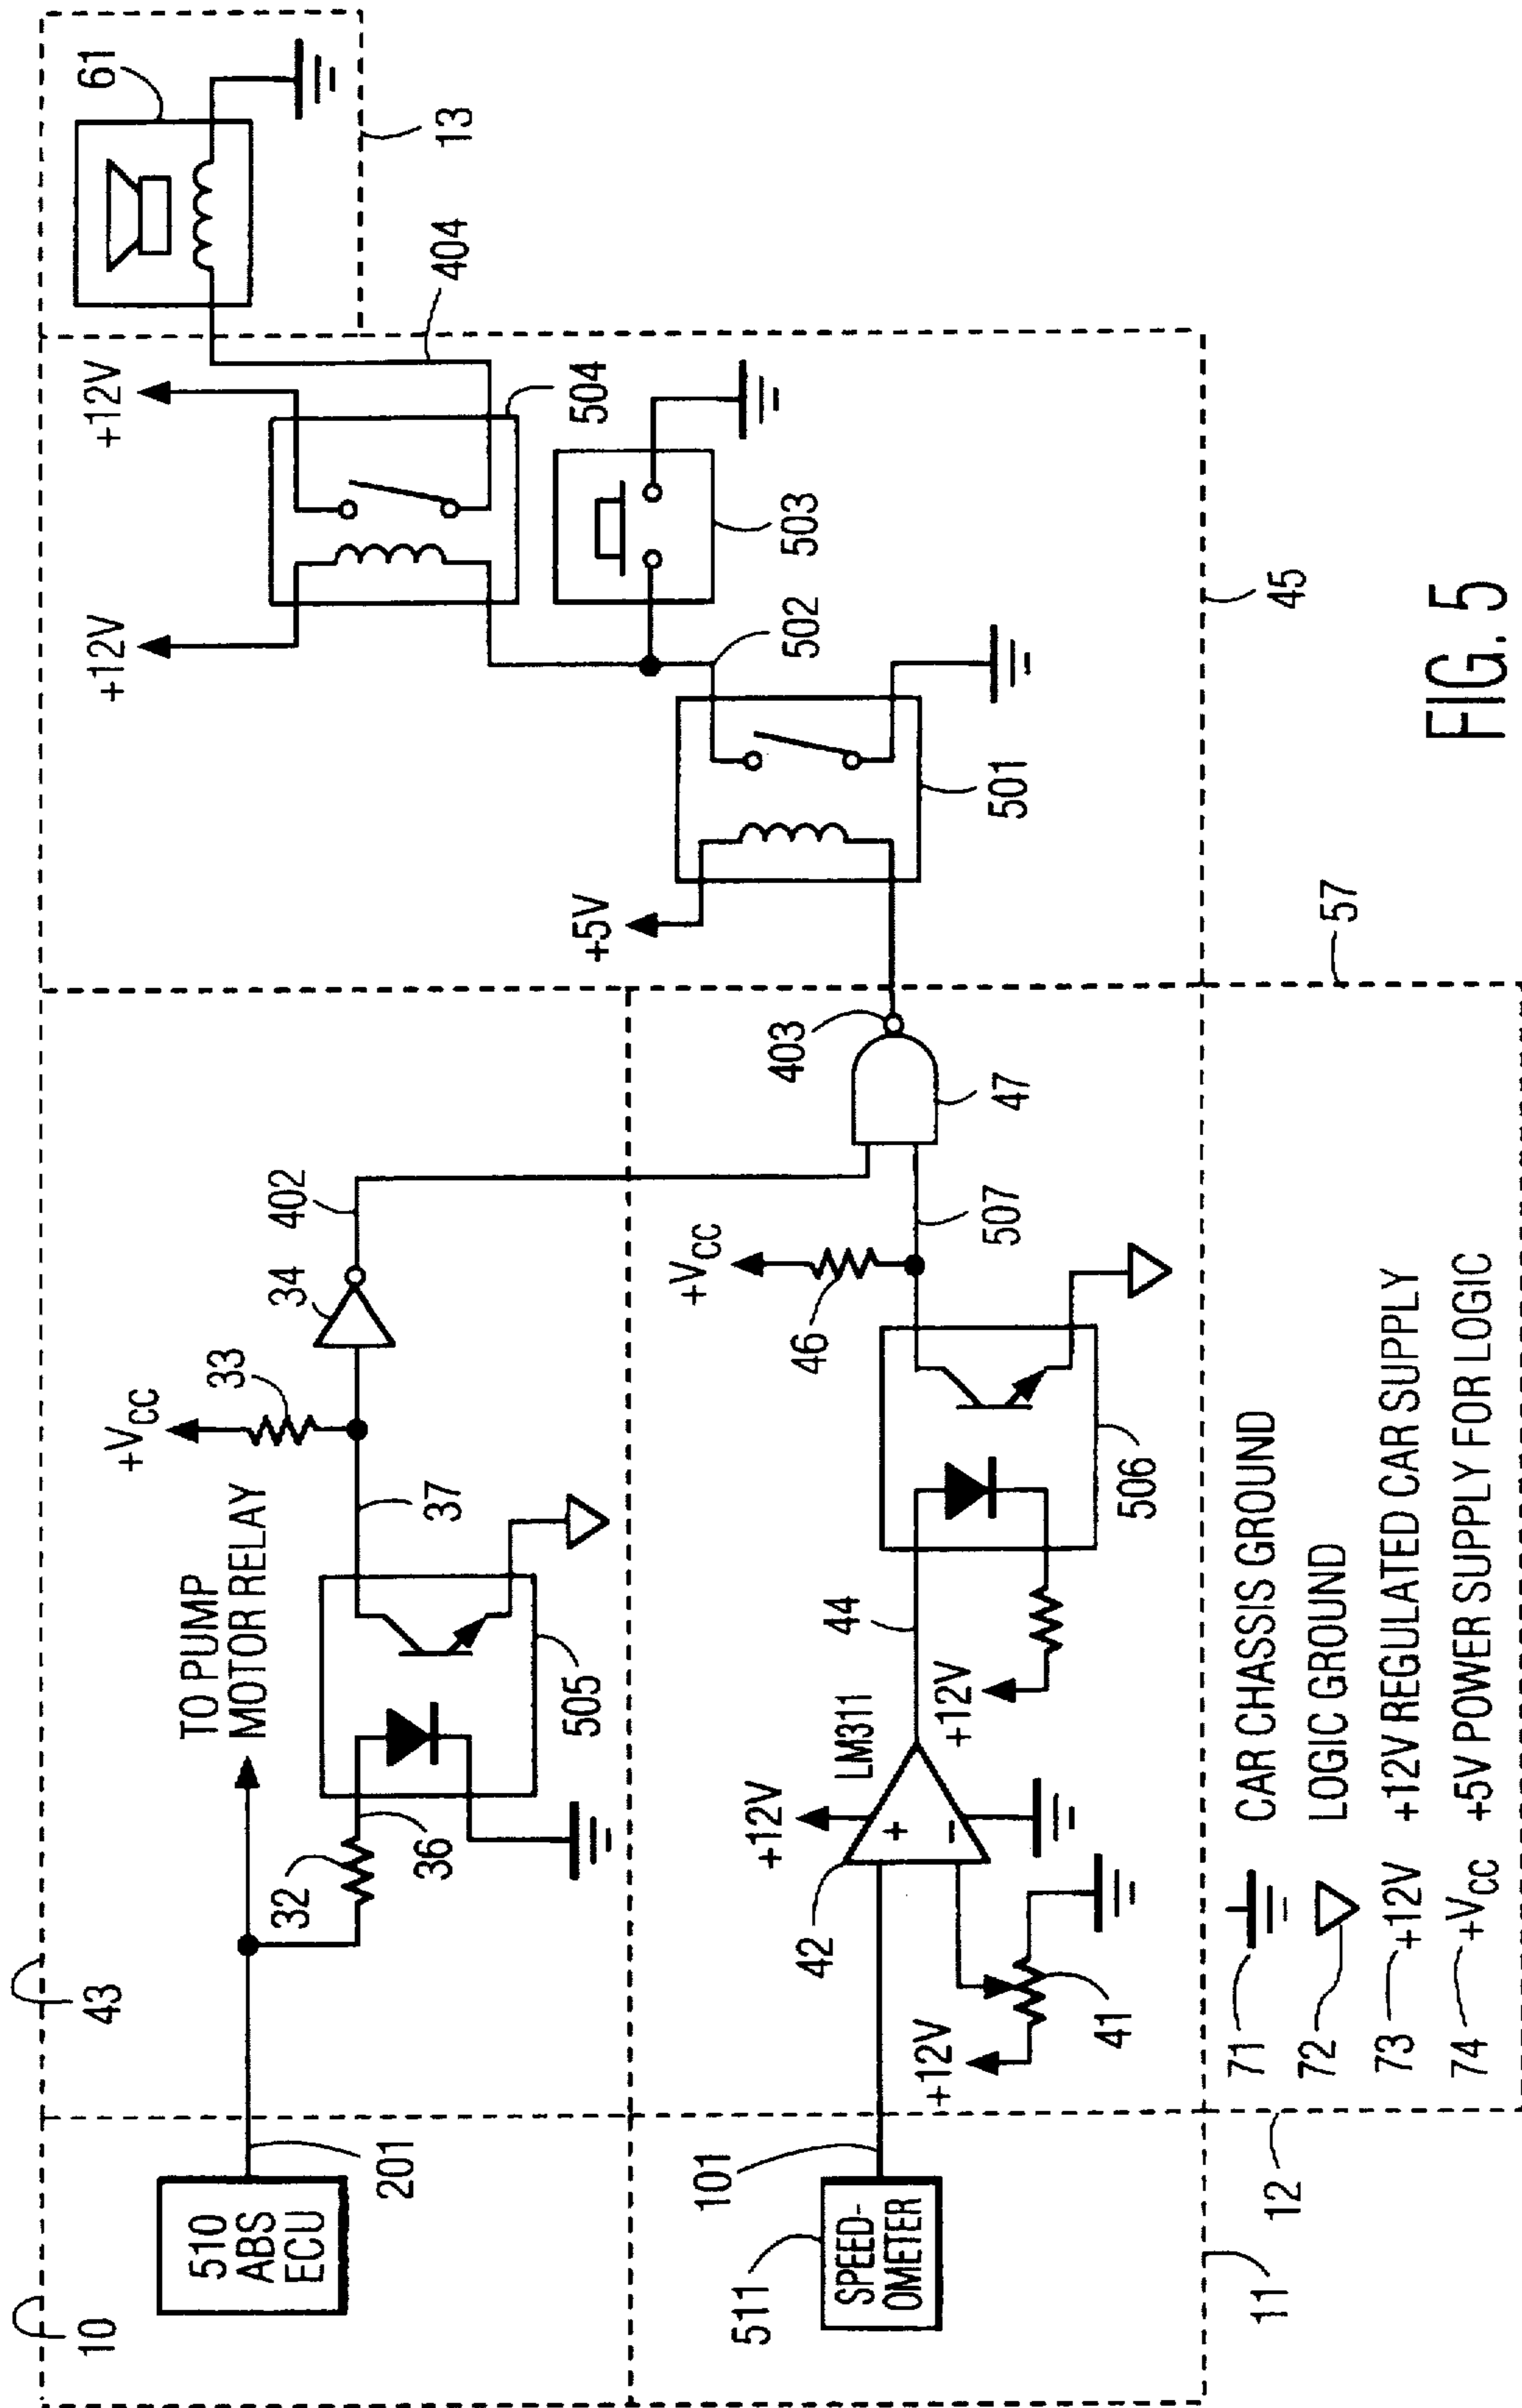 10
43
510
ABS
ECU
201
TO PUMP
MOTOR RELAY
32
36
505
37
+VCC
33
34
402
511
SPEED-
OMETER
101
42
+12V
41
+12V
LM311
44
+12V
506
+VCC
46
507
403
47
+5V
501
502
503
+12V
+12V
504
404
61
13
45
57
11
12
71 CAR CHASSIS GROUND
72 LOGIC GROUND
73 +12V +12V REGULATED CAR SUPPLY
74 +VCC +5V POWER SUPPLY FOR LOGIC
FIG. 5